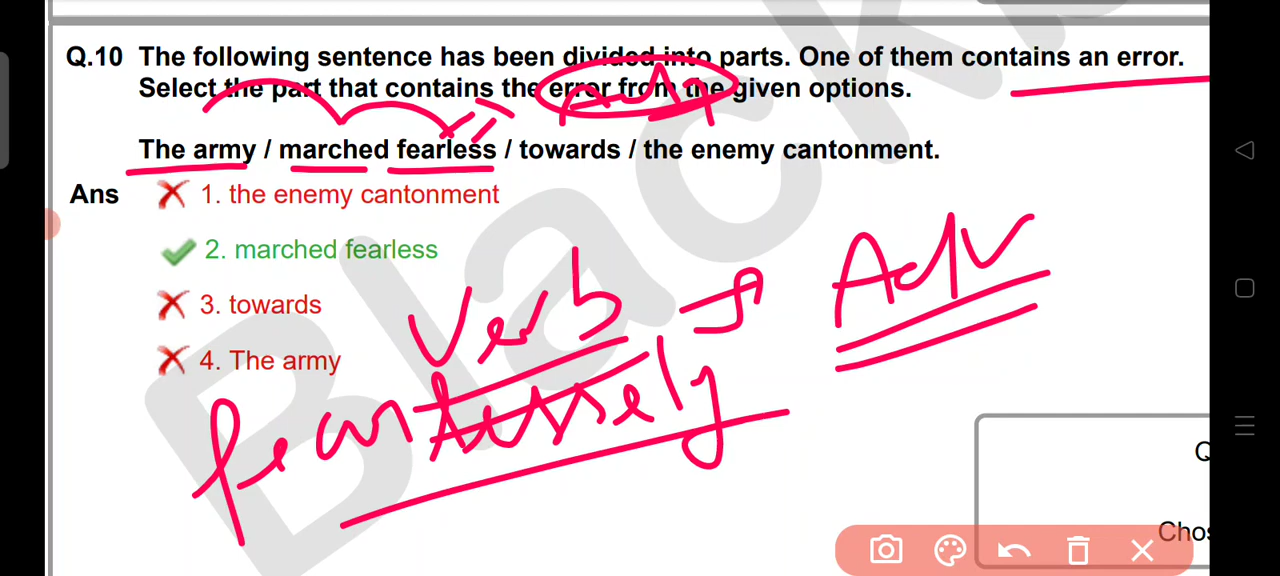 Q.10 The following sentence has been divided into parts. One of them contains an error.
Select the part that contains the error from the given options.
The army / marched fearless / towards / the enemy cantonment.
Ans 1. the enemy cantonment
2. marched fearless
3. towards
4. The army
Verb → Adv
fearlessly
Q
Chos
Black